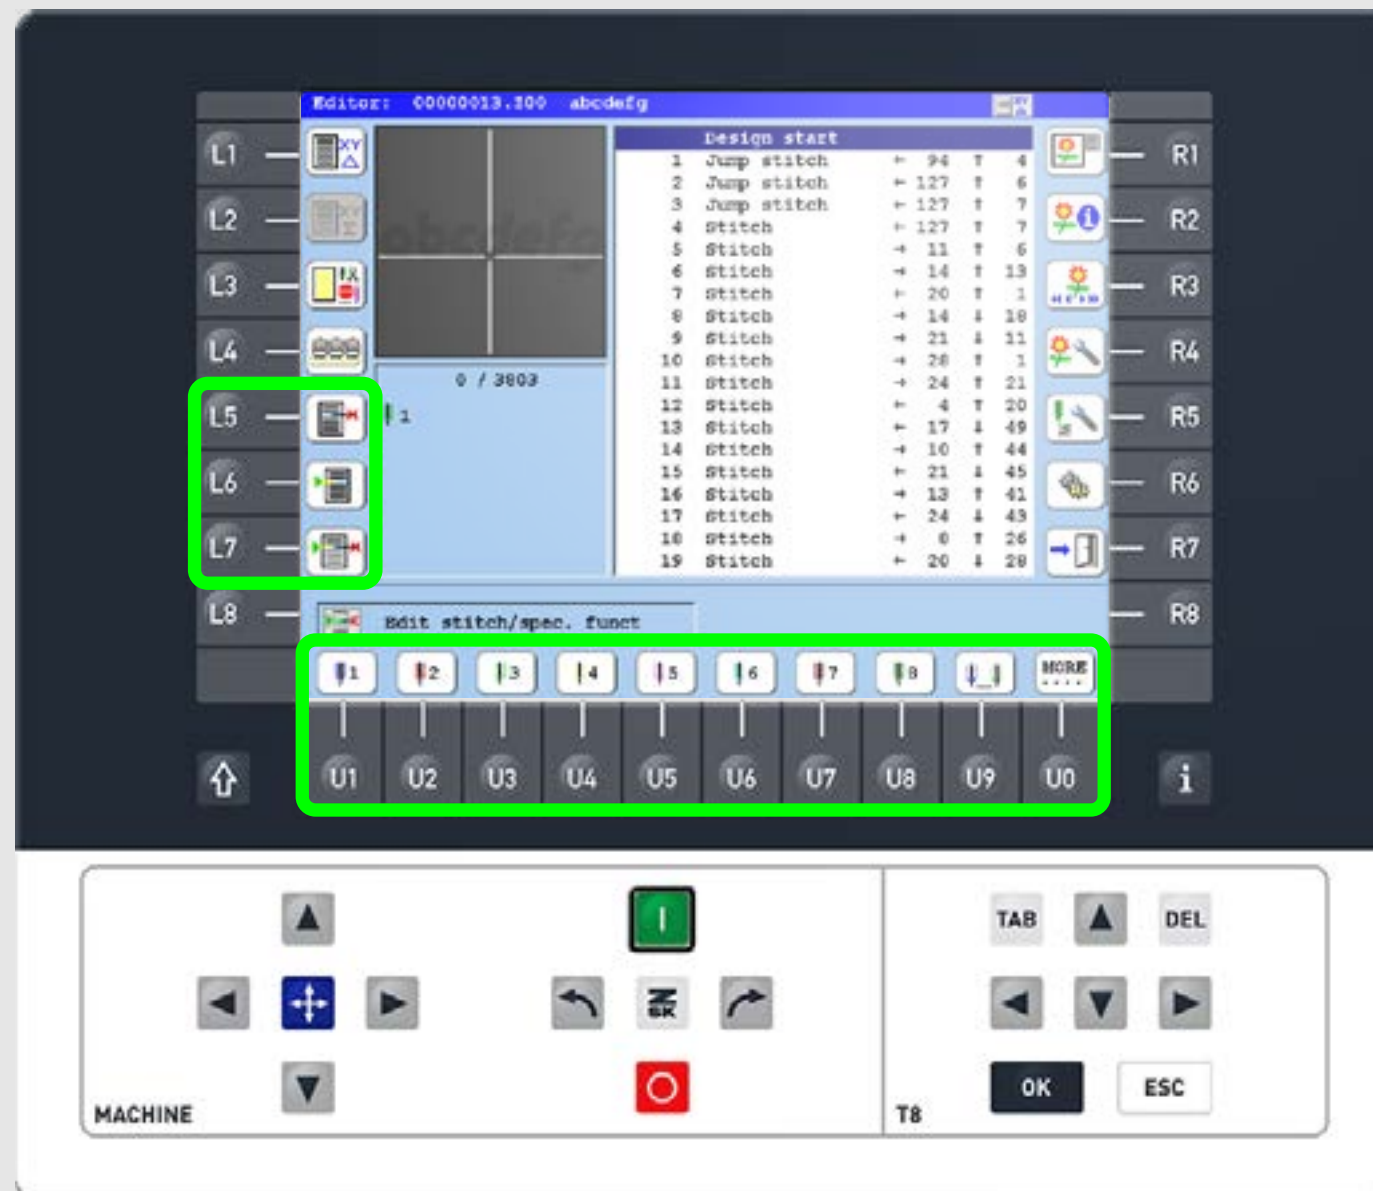 Editor: 00000013.Z00 abcdefg
abcdefg
L1
L2
L3
L4
L5
L6
L7
L8
0 / 3803
1
Design start
1 Jump stitch ← 94 ↑ 4
2 Jump stitch ← 127 ↑ 6
3 Jump stitch ← 127 ↑ 7
4 Stitch ← 127 ↑ 7
5 Stitch → 11 ↑ 6
6 Stitch → 14 ↑ 13
7 Stitch ← 20 ↑ 1
8 Stitch → 14 ↓ 18
9 Stitch → 21 ↓ 11
10 Stitch → 28 ↑ 1
11 Stitch → 24 ↑ 21
12 Stitch ← 4 ↑ 20
13 Stitch ← 17 ↓ 49
14 Stitch → 10 ↑ 44
15 Stitch ← 21 ↓ 45
16 Stitch → 13 ↑ 41
17 Stitch ← 24 ↓ 43
18 Stitch → 0 ↑ 26
19 Stitch ← 20 ↓ 28
R1
R2
R3
R4
R5
R6
R7
R8
Edit stitch/spec. funct
1 2 3 4 5 6 7 8 MORE
U1 U2 U3 U4 U5 U6 U7 U8 U9 U0
i
TAB DEL
ZSK
OK ESC
MACHINE
T8